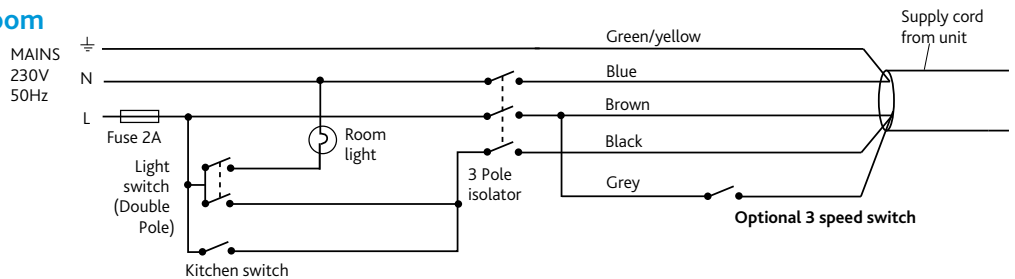 oom
Supply cord
from unit
MAINS
230V
50Hz
Green/yellow
N
Blue
L
Brown
Fuse 2A
Room
light
Black
Light
switch
(Double
Pole)
3 Pole
isolator
Grey
Optional 3 speed switch
Kitchen switch